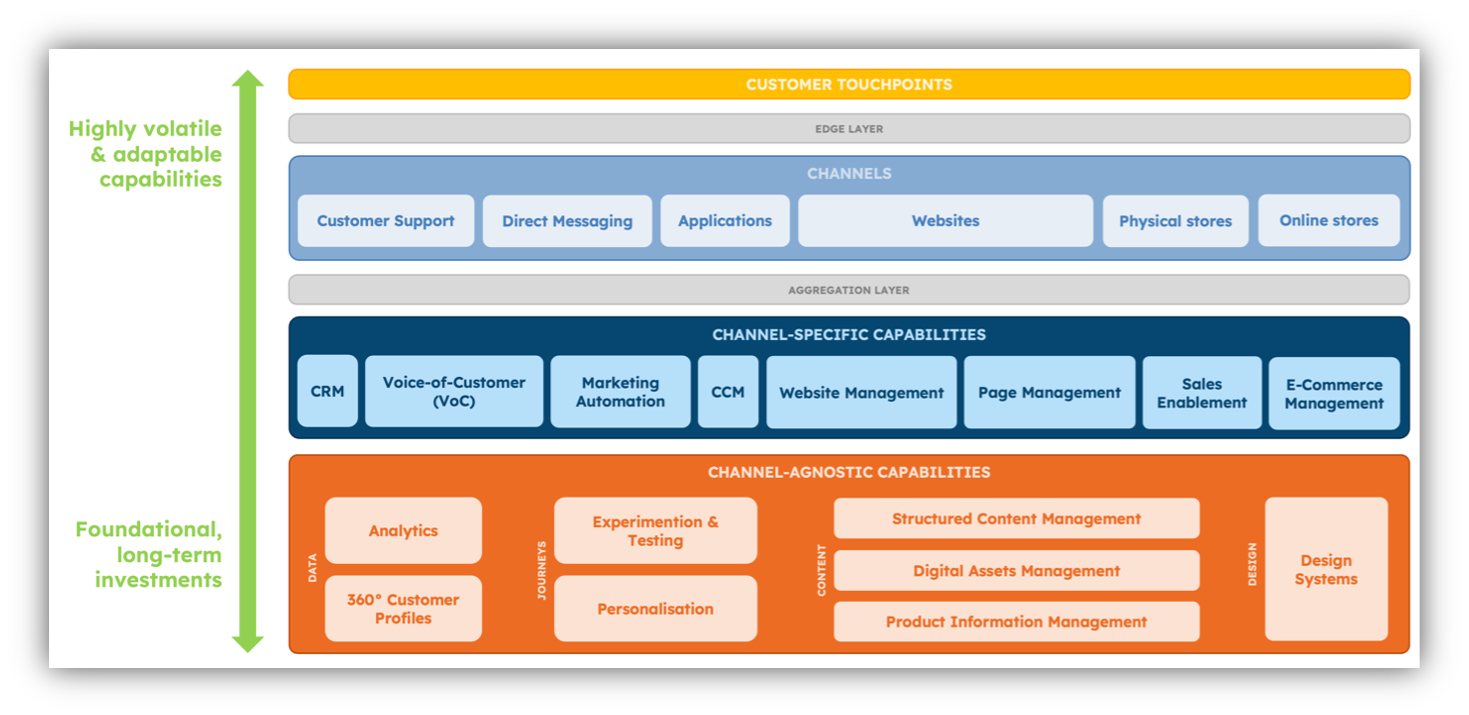 CUSTOMER TOUCHPOINTS
EDGE LAYER
Highly volatile
& adaptable
capabilities
CHANNELS
Customer Support
Direct Messaging
Applications
Websites
Physical stores
Online stores
AGGREGATION LAYER
CHANNEL-SPECIFIC CAPABILITIES
CRM
Voice-of-Customer
(VoC)
Marketing
Automation
CCM
Website Management
Page Management
Sales
Enablement
E-Commerce
Management
CHANNEL-AGNOSTIC CAPABILITIES
Foundational,
long-term
investments
DATA
Analytics
360° Customer
Profiles
JOURNEYS
Experimention &
Testing
Personalisation
CONTENT
Structured Content Management
Digital Assets Management
Product Information Management
DESIGN
Design
Systems